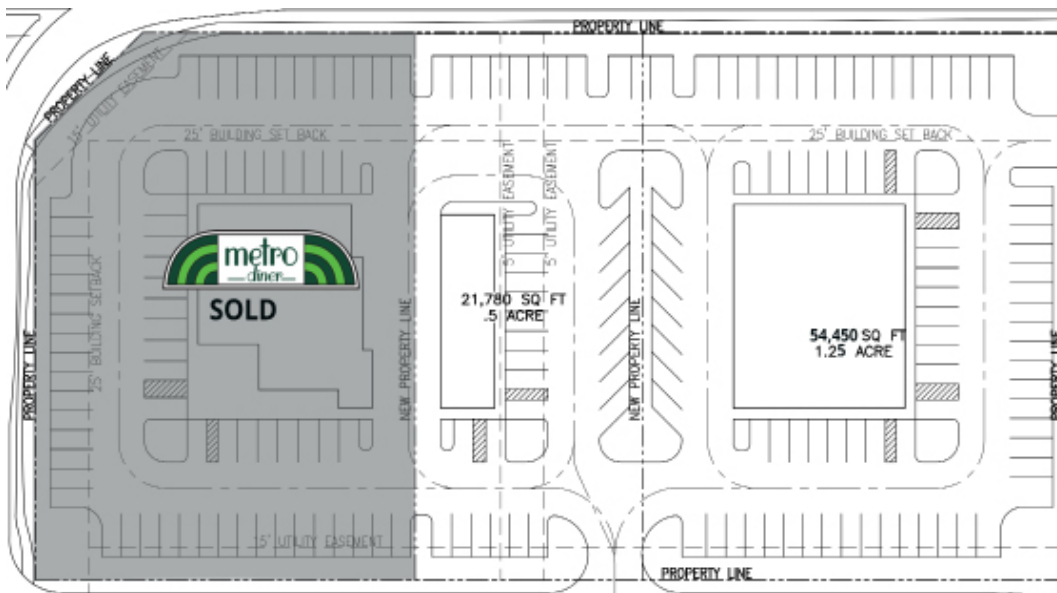 PROPERTY LINE
PROPERTY LINE
15' UTILITY EASEMENT
25' BUILDING SET BACK
25' BUILDING SET BACK
5' UTILITY EASEMENT
5' UTILITY EASEMENT
metro
diner
SOLD
25' BUILDING SETBACK
PROPERTY LINE
NEW PROPERTY LINE
21,780 SQ FT
.5 ACRE
NEW PROPERTY LINE
54,450 SQ FT
1.25 ACRE
PROPERTY LINE
15' UTILITY EASEMENT
PROPERTY LINE